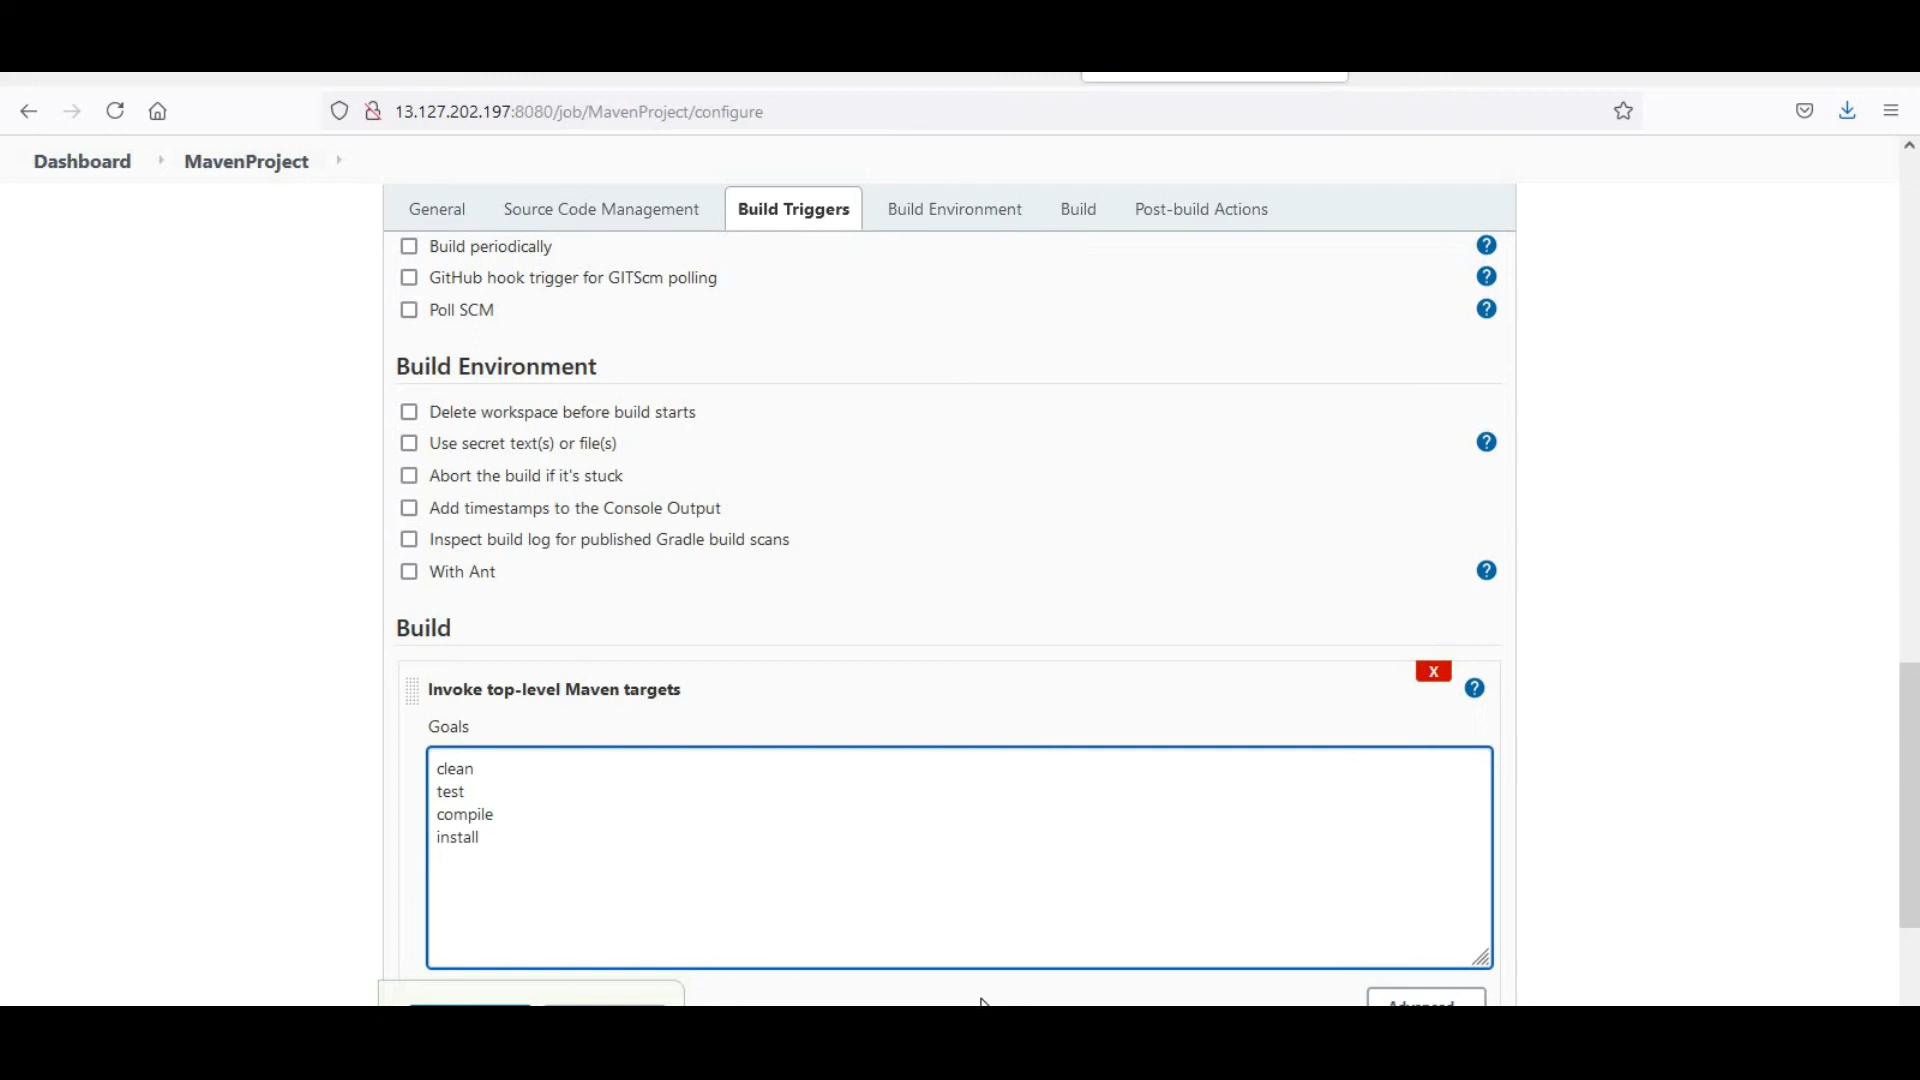 13.127.202.197:8080/job/MavenProject/configure
Dashboard MavenProject
General Source Code Management Build Triggers Build Environment Build Post-build Actions
Build periodically ?
GitHub hook trigger for GITScm polling ?
Poll SCM ?
Build Environment
Delete workspace before build starts
Use secret text(s) or file(s) ?
Abort the build if it's stuck
Add timestamps to the Console Output
Inspect build log for published Gradle build scans
With Ant ?
Build
X
Invoke top-level Maven targets ?
Goals
clean
test
compile
install